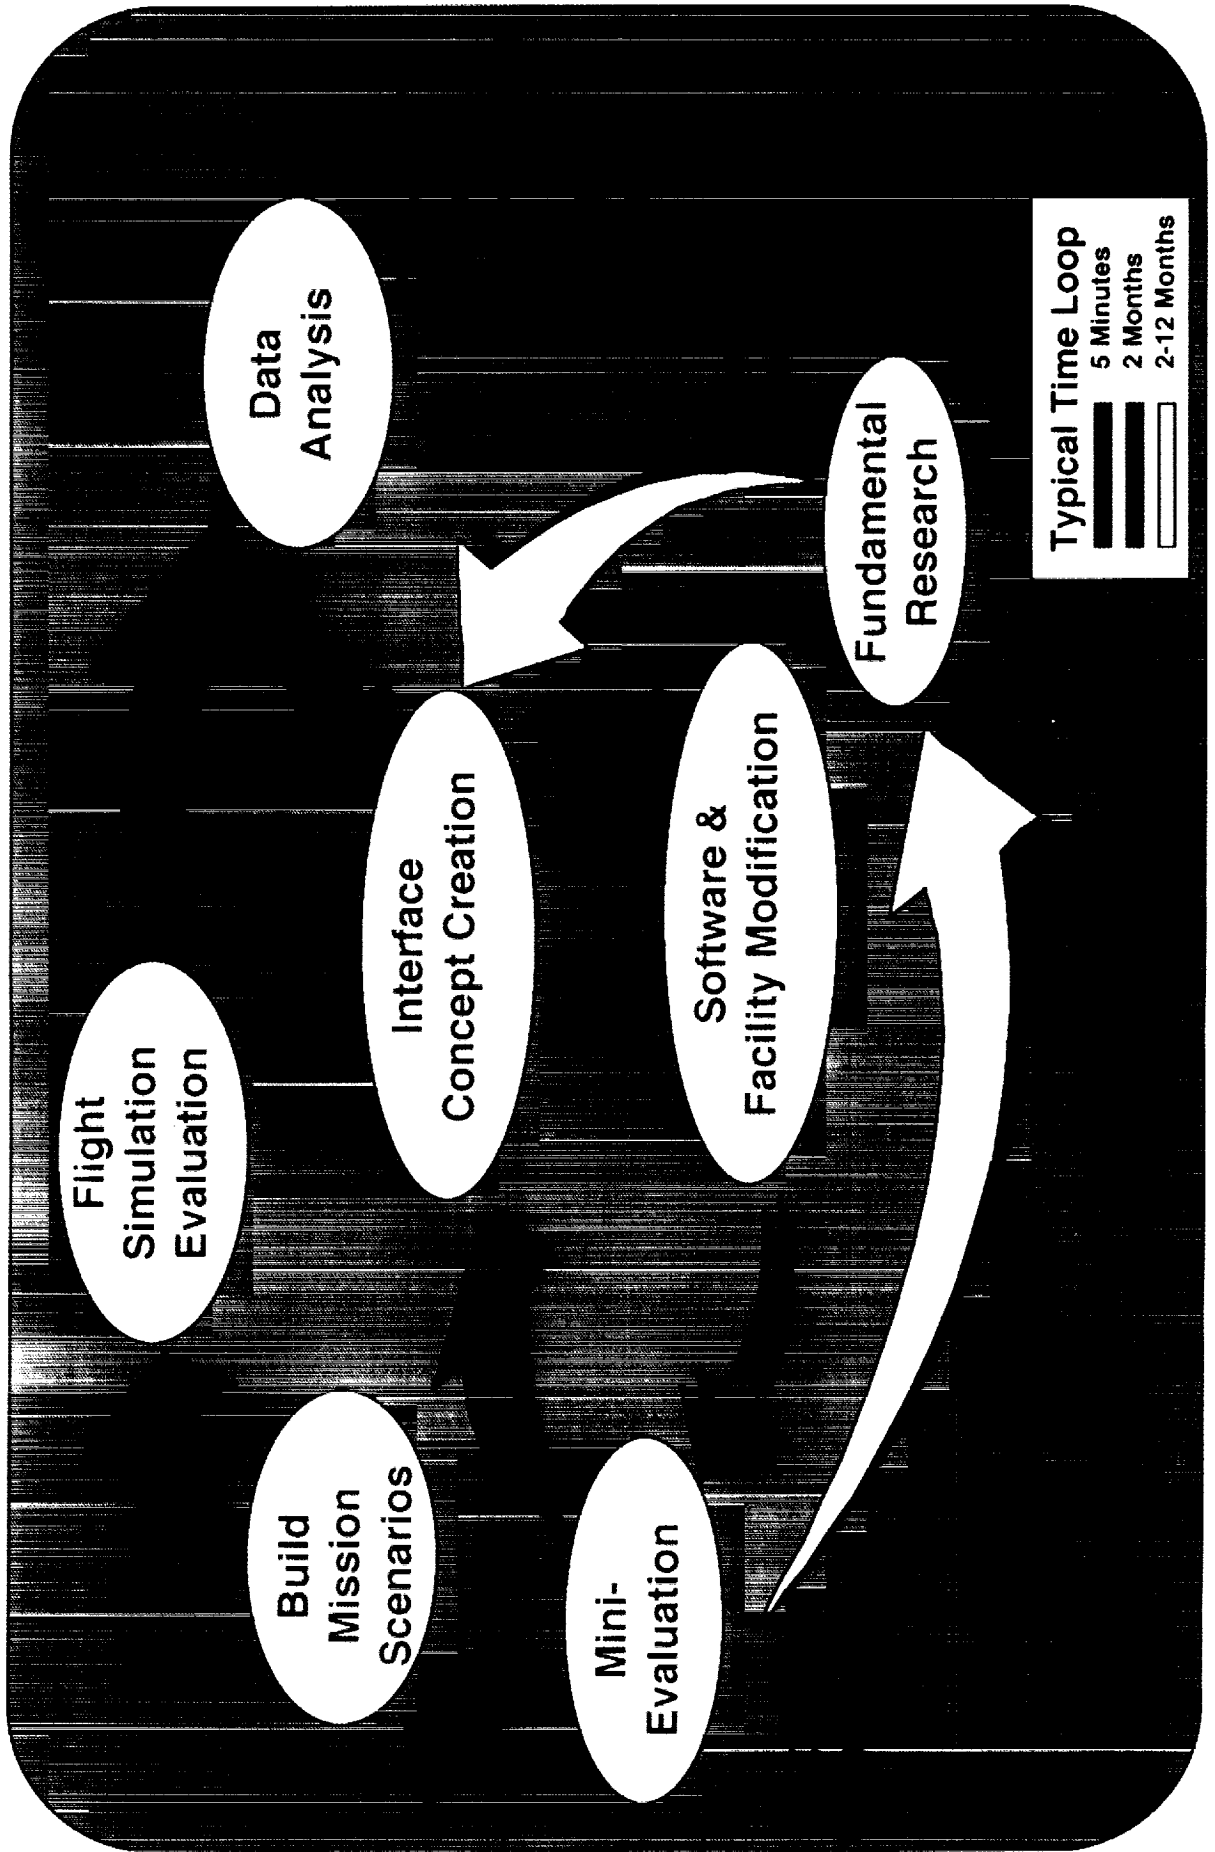 Flight
Simulation
Evaluation
Data
Analysis
Build
Mission
Scenarios
Interface
Concept Creation
Mini-
Evaluation
Software &
Facility Modification
Fundamental
Research
Typical Time Loop
5 Minutes
2 Months
2-12 Months